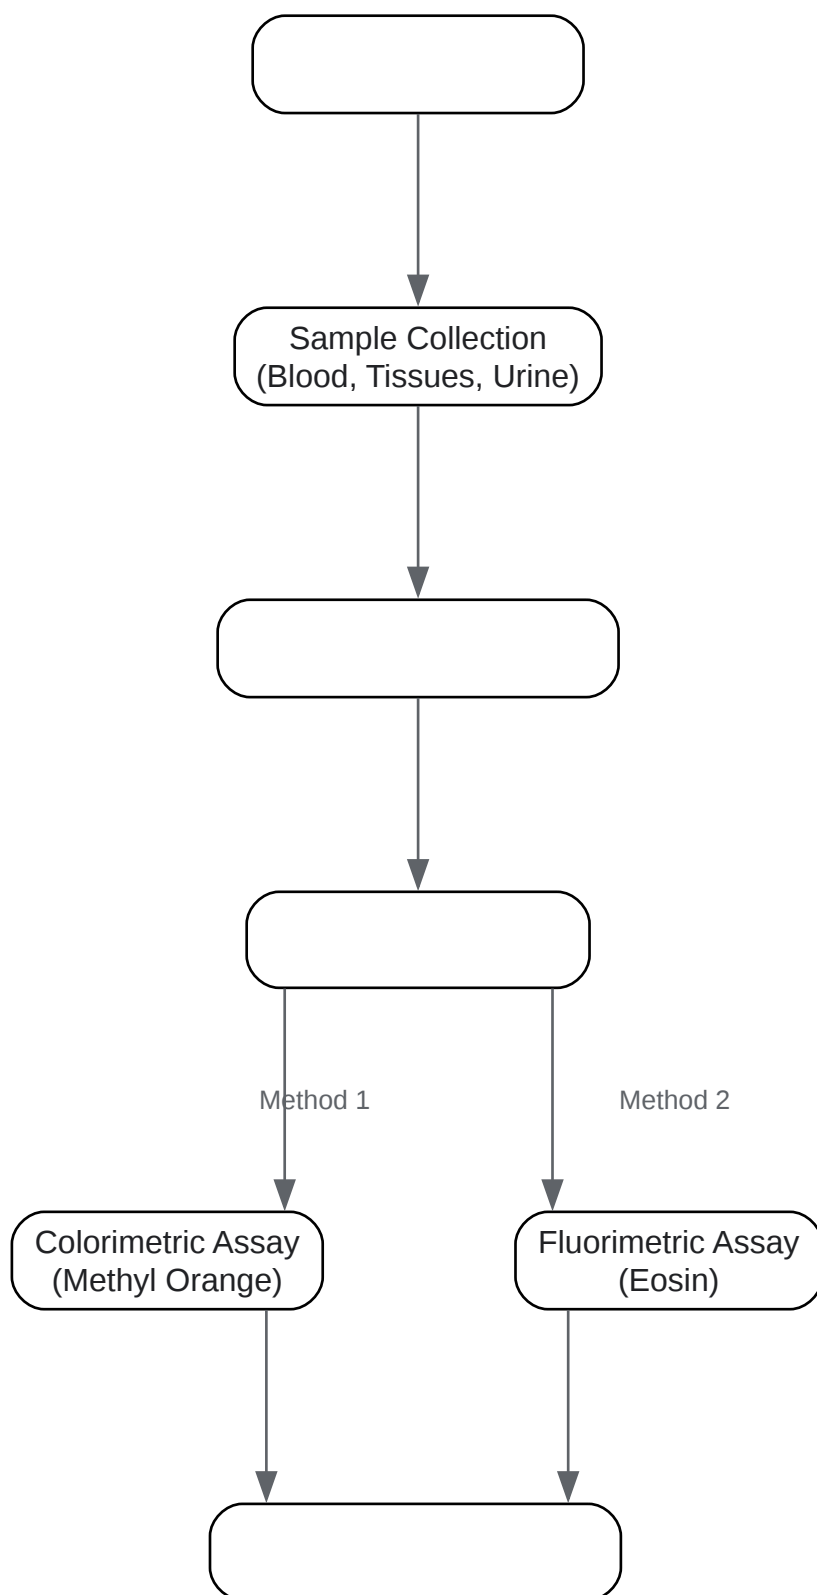 Sample Collection
(Blood, Tissues, Urine)
Method 1
Method 2
Colorimetric Assay
(Methyl Orange)
Fluorimetric Assay
(Eosin)